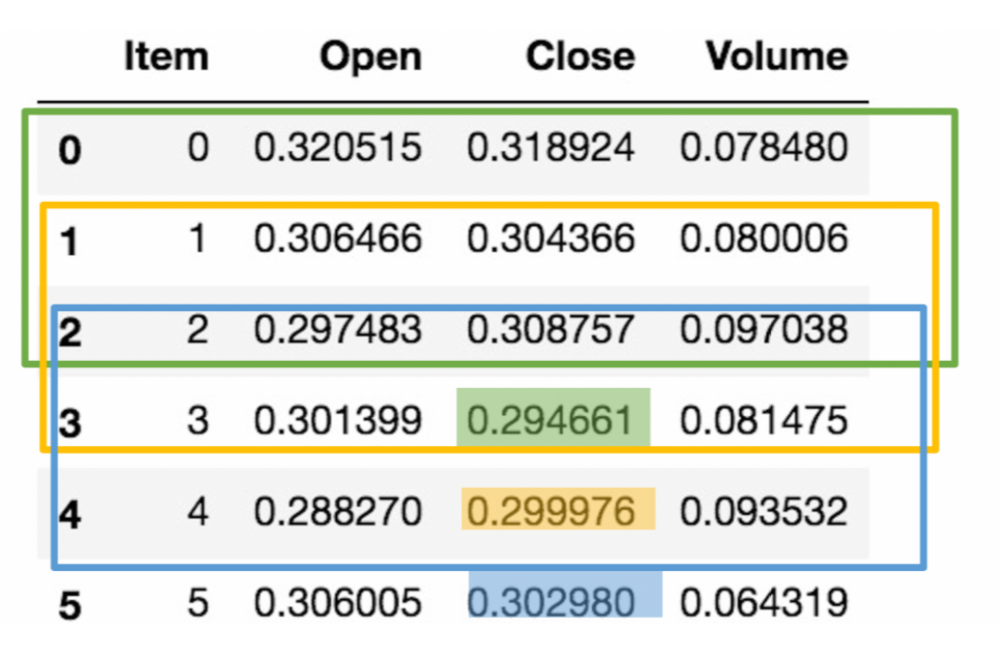 Item Open Close Volume
0 0 0.320515 0.318924 0.078480
1 1 0.306466 0.304366 0.080006
2 2 0.297483 0.308757 0.097038
3 3 0.301399 0.294661 0.081475
4 4 0.288270 0.299976 0.093532
5 5 0.306005 0.302980 0.064319